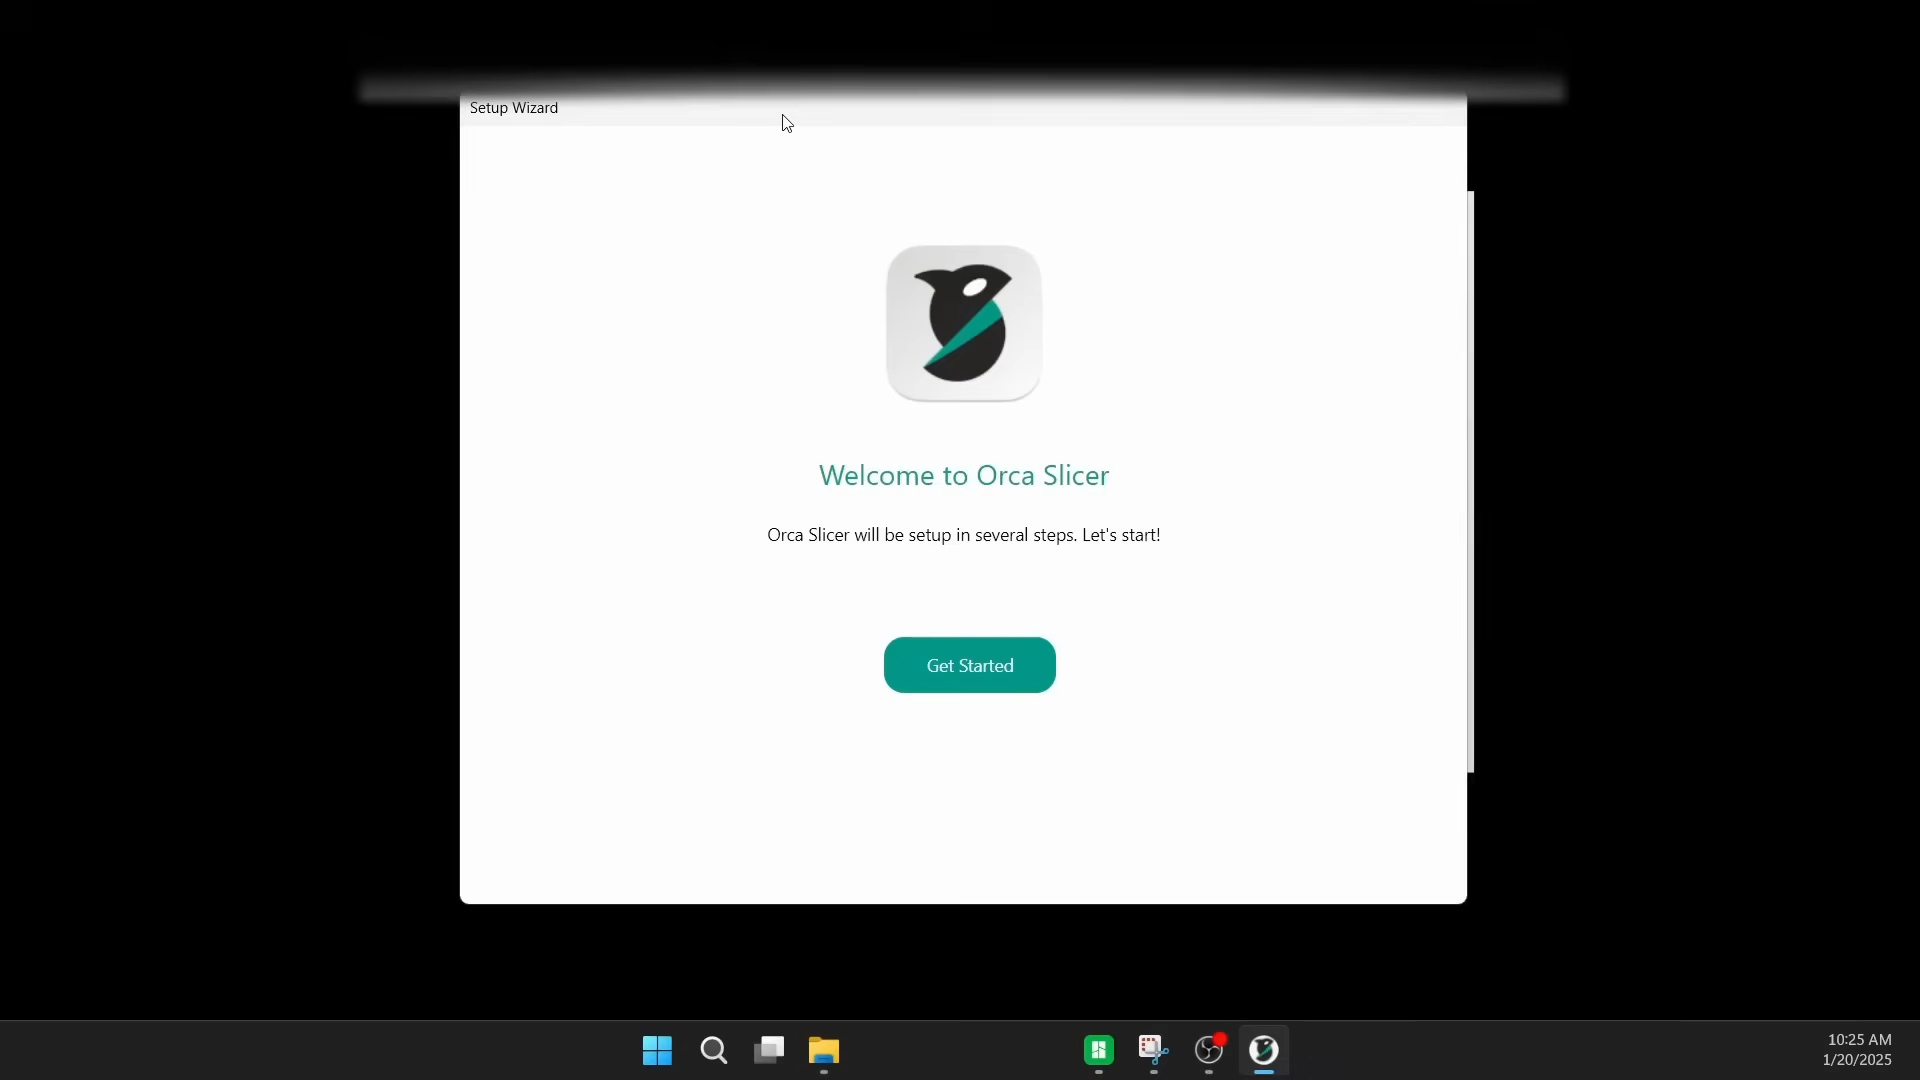 Setup Wizard
Welcome to Orca Slicer
Orca Slicer will be setup in several steps. Let's start!
Get Started
10:25 AM
1/20/2025